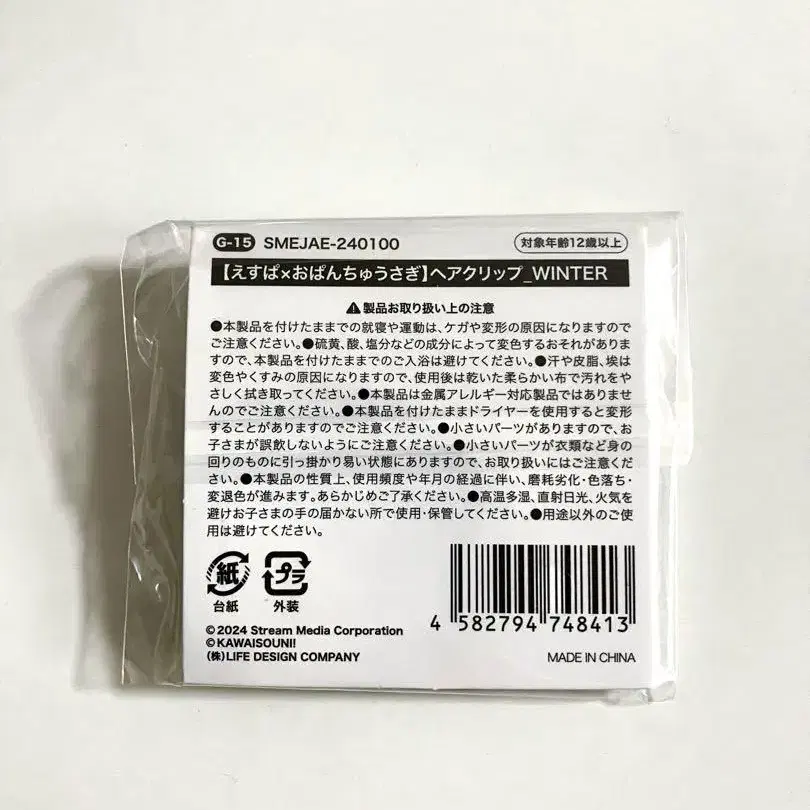 G-15 SMEJAE-240100 対象年齢12歳以上
【えすぱ×おぱんちゅうさぎ】ヘアクリップ_WINTER
⚠製品お取り扱い上の注意
●本製品を付けたままでの就寝や運動は、ケガや変形の原因になりますので
ご注意ください。●硫黄、酸、塩分などの成分によって変色するおそれがありま
すので、本製品を付けたままでのご入浴は避けてください。●汗や皮脂、埃は
変色やくすみの原因になりますので、使用後は乾いた柔らかい布で汚れをや
さしく拭き取ってください。●本製品は金属アレルギー対応製品ではありませ
んのでご注意ください。●本製品を付けたままドライヤーを使用すると変形
することがありますのでご注意ください。●小さいパーツがありますので、お
子さまが誤飲しないようにご注意ください。●小さいパーツが衣類など身の
回りのものに引っ掛かり易い状態にありますので、お取り扱いにはご注意くだ
さい。●本製品の性質上、使用頻度や年月の経過に伴い、磨耗劣化・色落ち・
変退色が進みます。あらかじめご了承ください。●高温多湿、直射日光、火気を
避けお子さまの手の届かない所で使用・保管してください。●用途以外のご使
用は避けてください。
紙 プラ
台紙 外装
4 582794 748413
©2024 Stream Media Corporation
©KAWAISOUNI!
(株)LIFE DESIGN COMPANY MADE IN CHINA